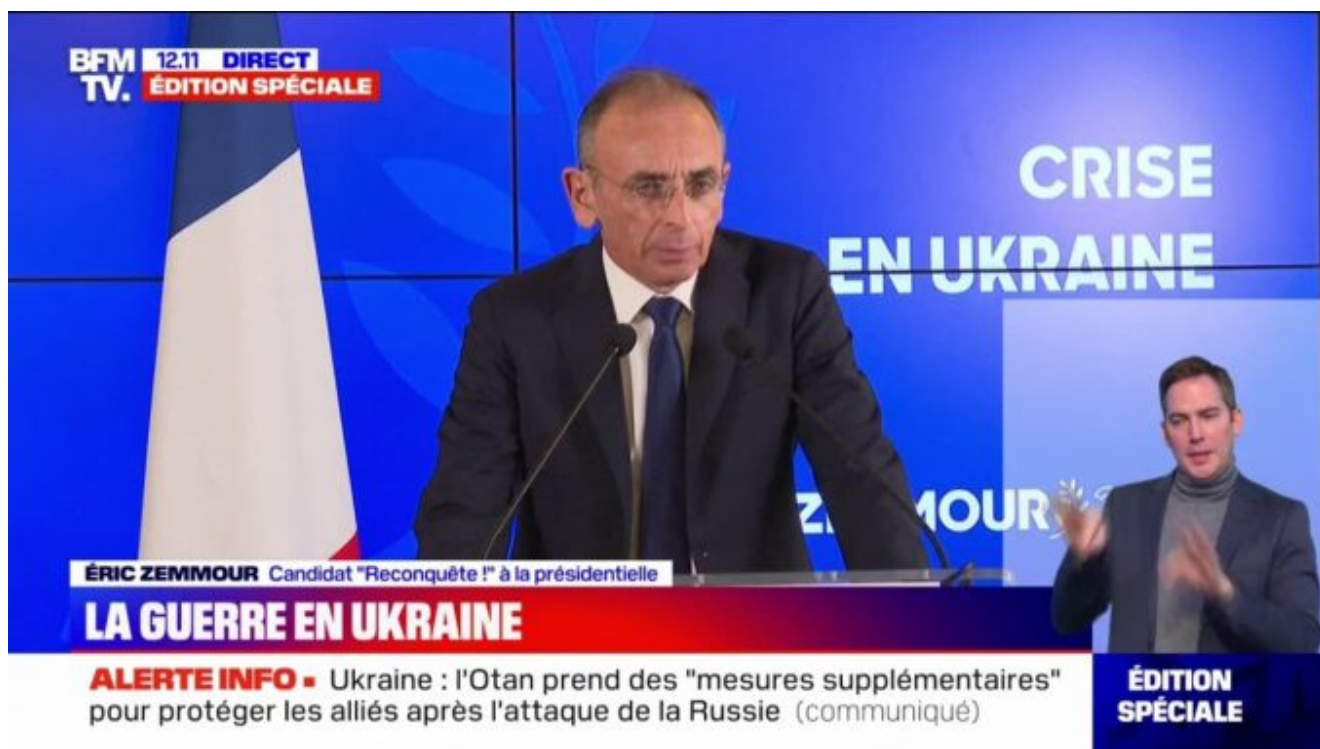 BFM TV.
12.11 DIRECT
ÉDITION SPÉCIALE
CRISE
EN UKRAINE
ÉRIC ZEMMOUR Candidat "Reconquête !" à la présidentielle
LA GUERRE EN UKRAINE
ALERTE INFO ▪ Ukraine : l'Otan prend des "mesures supplémentaires"
pour protéger les alliés après l'attaque de la Russie (communiqué)
ÉDITION
SPÉCIALE